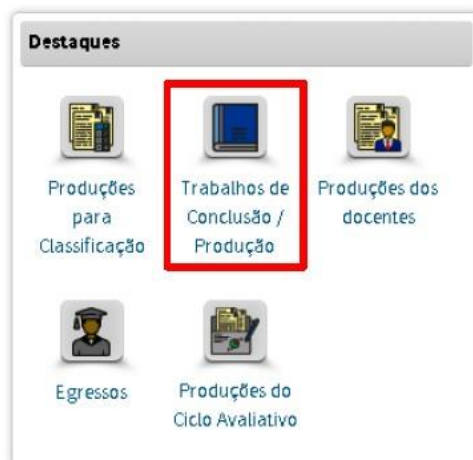 Destaques
Produções
para
Classificação
Trabalhos de
Conclusão /
Produção
Produções dos
docentes
Egressos
Produções do
Ciclo Avaliativo